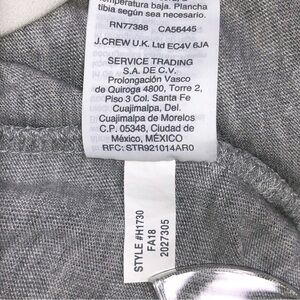 temperatura baja. Plancha
tibia según sea necesario.
RN77388 CA56445
J.CREW U.K. Ltd EC4V 6JA
SERVICE TRADING
S.A. DE C.V.
Prolongación Vasco
de Quiroga 4800, Torre 2,
Piso 3 Col. Santa Fe
Cuajimalpa, Del.
Cuajimalpa de Morelos
C.P. 05348, Ciudad de
México, MÉXICO
RFC: STR921014AR0
STYLE #H1730
FA18
2027305